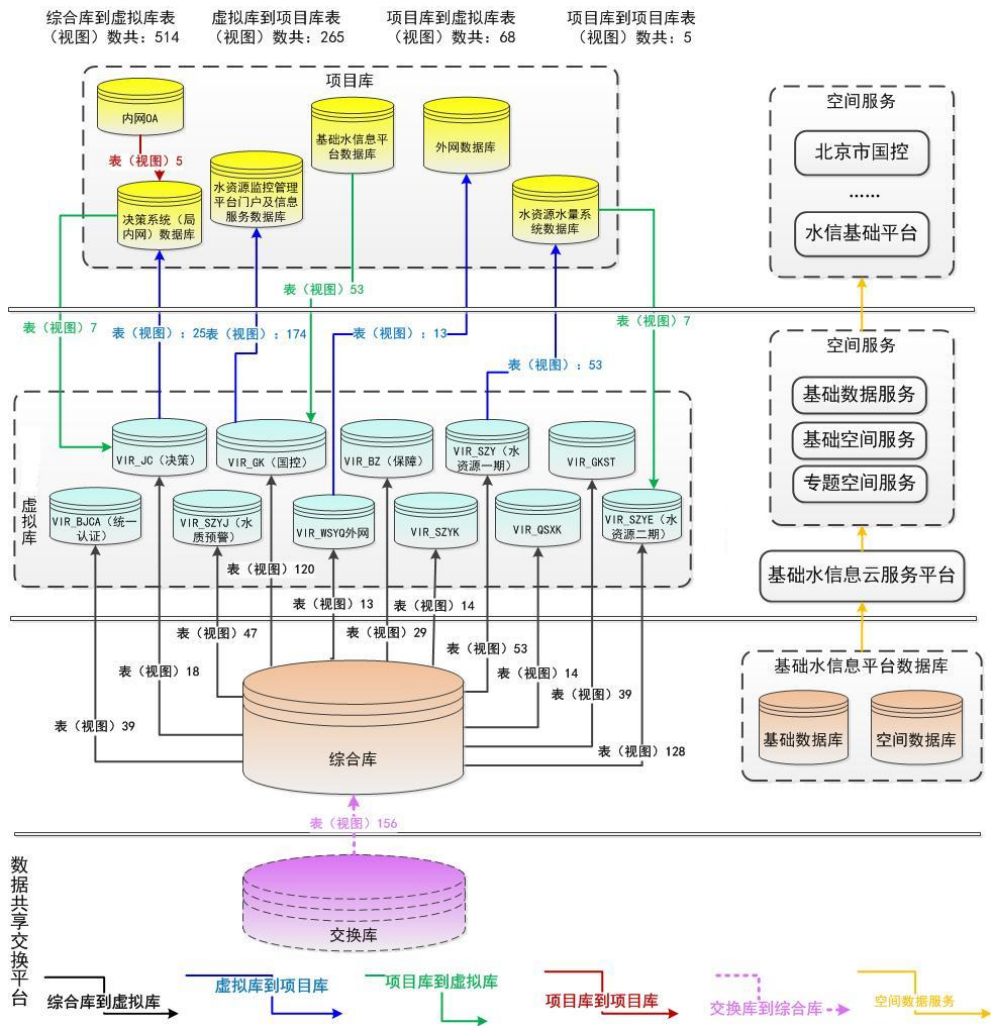 综合库到虚拟库表
（视图）数共：514
虚拟库到项目库表
（视图）数共：265
项目库到虚拟库表
（视图）数共：68
项目库到项目库表
（视图）数共：5
项目库
内网OA
表（视图）5
决策系统（局
内网）数据库
水资源监控管理
平台门户及信息
服务数据库
基础水信息平
台数据库
外网数据库
水资源水量系
统数据库
空间服务
北京市国控
……
水信基础平台
表（视图）7
表（视图）：25
表（视图）：174
表（视图）53
表（视图）：13
表（视图）：53
表（视图）7
空间服务
基础数据服务
基础空间服务
专题空间服务
虚拟库
VIR_JC（决策）
VIR_GK（国控）
VIR_BZ（保障）
VIR_SZY（水
资源一期）
VIR_GKST
VIR_BJCA（统一
认证）
VIR_SZYJ（水
质预警）
VIR_WSYQ外网
VIR_SZYK
VIR_QSXK
VIR_SZYE（水
资源二期）
基础水信息云服务平台
表（视图）120
表（视图）13
表（视图）14
表（视图）47
表（视图）29
表（视图）53
表（视图）18
表（视图）14
表（视图）39
表（视图）39
表（视图）128
综合库
基础水信息平台数据库
基础数据库
空间数据库
表（视图）156
交换库
数据共享交换平台
综合库到虚拟库
虚拟库到项目库
项目库到虚拟库
项目库到项目库
交换库到综合库
空间数据服务